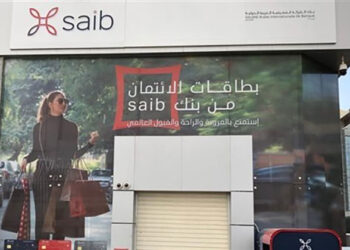 saib
بطاقات الائتمان
من بنك saib
إستمتع بالمرونة والراحة والقبول العالمي